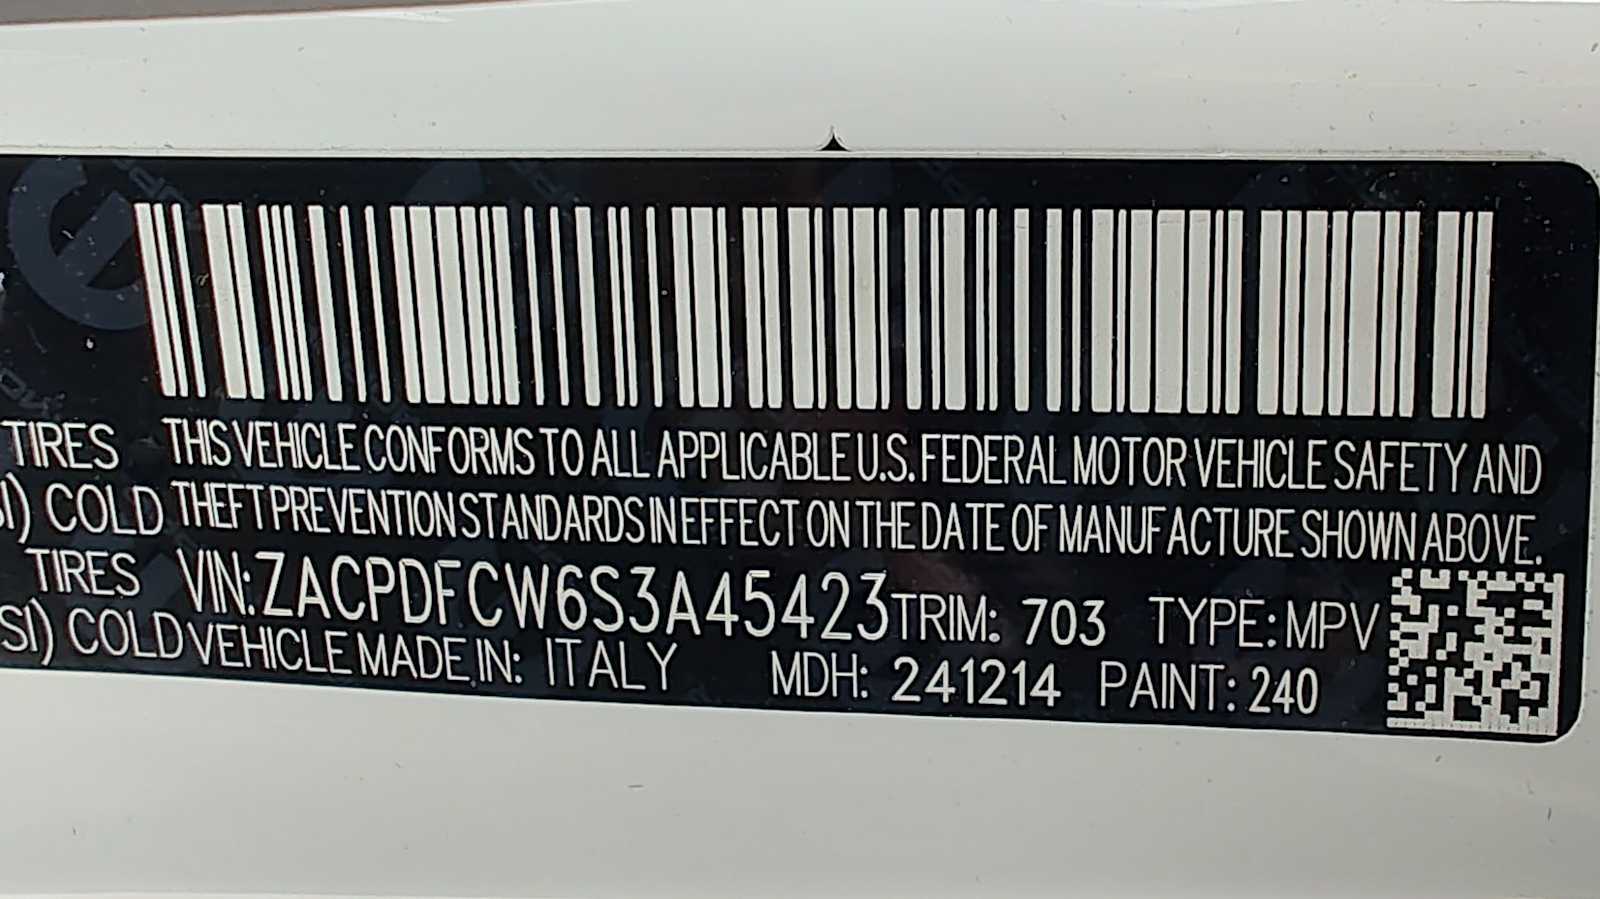 TIRES THIS VEHICLE CONFORMS TO ALL APPLICABLE U.S. FEDERAL MOTOR VEHICLE SAFETY AND
SI) COLD THEFT PREVENTION STANDARDS IN EFFECT ON THE DATE OF MANUFACTURE SHOWN ABOVE.
TIRES VIN: ZACPDFCW6S3A45423 TRIM: 703 TYPE: MPV
SI) COLD VEHICLE MADE IN: ITALY MDH: 241214 PAINT: 240